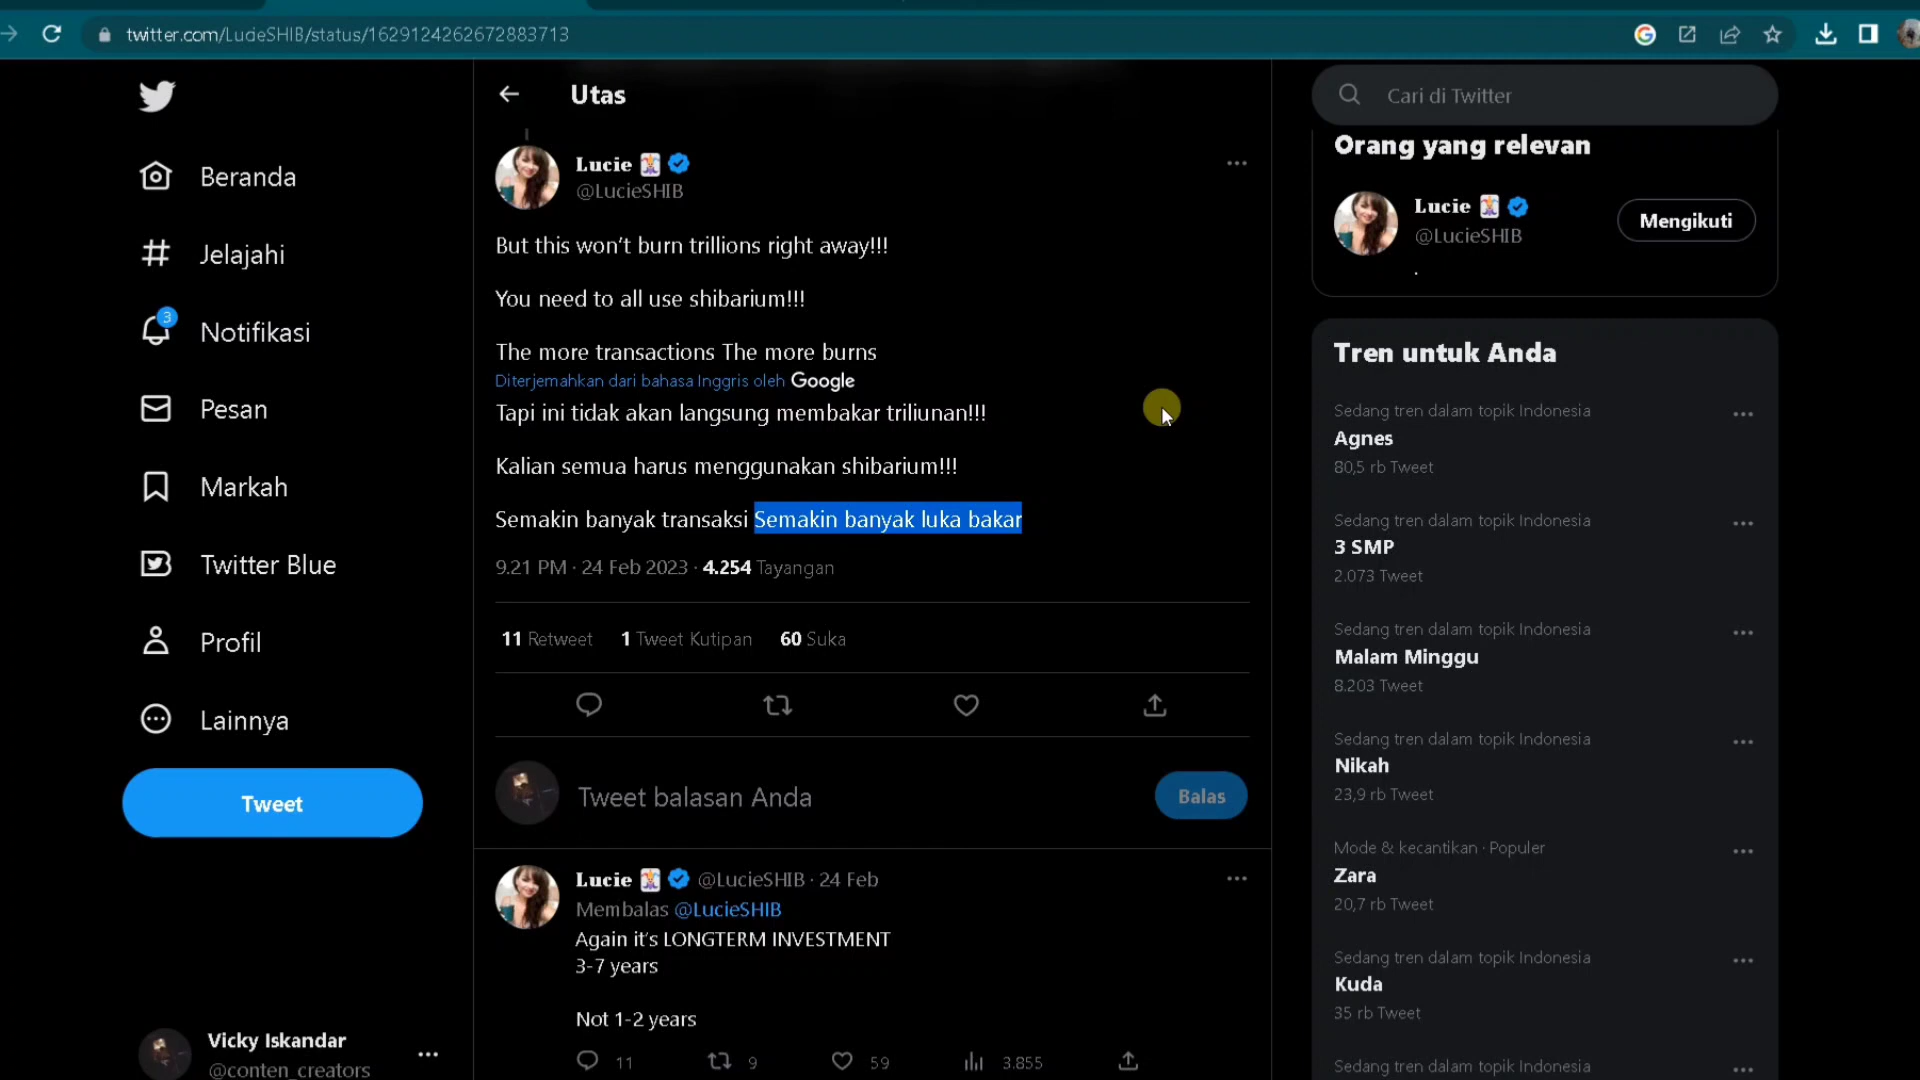 twitter.com/LucieSHIB/status/1629124262672883713
Beranda
Jelajahi
3
Notifikasi
Pesan
Markah
Twitter Blue
Profil
Lainnya
Tweet
Vicky Iskandar
@conten_creators
Utas
Lucie
@LucieSHIB
But this won’t burn trillions right away!!!
You need to all use shibarium!!!
The more transactions The more burns
Diterjemahkan dari bahasa Inggris oleh Google
Tapi ini tidak akan langsung membakar triliunan!!!
Kalian semua harus menggunakan shibarium!!!
Semakin banyak transaksi Semakin banyak luka bakar
9.21 PM · 24 Feb 2023 · 4.254 Tayangan
11 Retweet 1 Tweet Kutipan 60 Suka
Tweet balasan Anda
Balas
Lucie @LucieSHIB · 24 Feb
Membalas @LucieSHIB
Again it’s LONGTERM INVESTMENT
3-7 years
Not 1-2 years
11 9 59 3.855
Cari di Twitter
Orang yang relevan
Lucie
@LucieSHIB
Mengikuti
.
Tren untuk Anda
Sedang tren dalam topik Indonesia
Agnes
80,5 rb Tweet
Sedang tren dalam topik Indonesia
3 SMP
2.073 Tweet
Sedang tren dalam topik Indonesia
Malam Minggu
8.203 Tweet
Sedang tren dalam topik Indonesia
Nikah
23,9 rb Tweet
Mode & kecantikan · Populer
Zara
20,7 rb Tweet
Sedang tren dalam topik Indonesia
Kuda
35 rb Tweet
Sedang tren dalam topik Indonesia